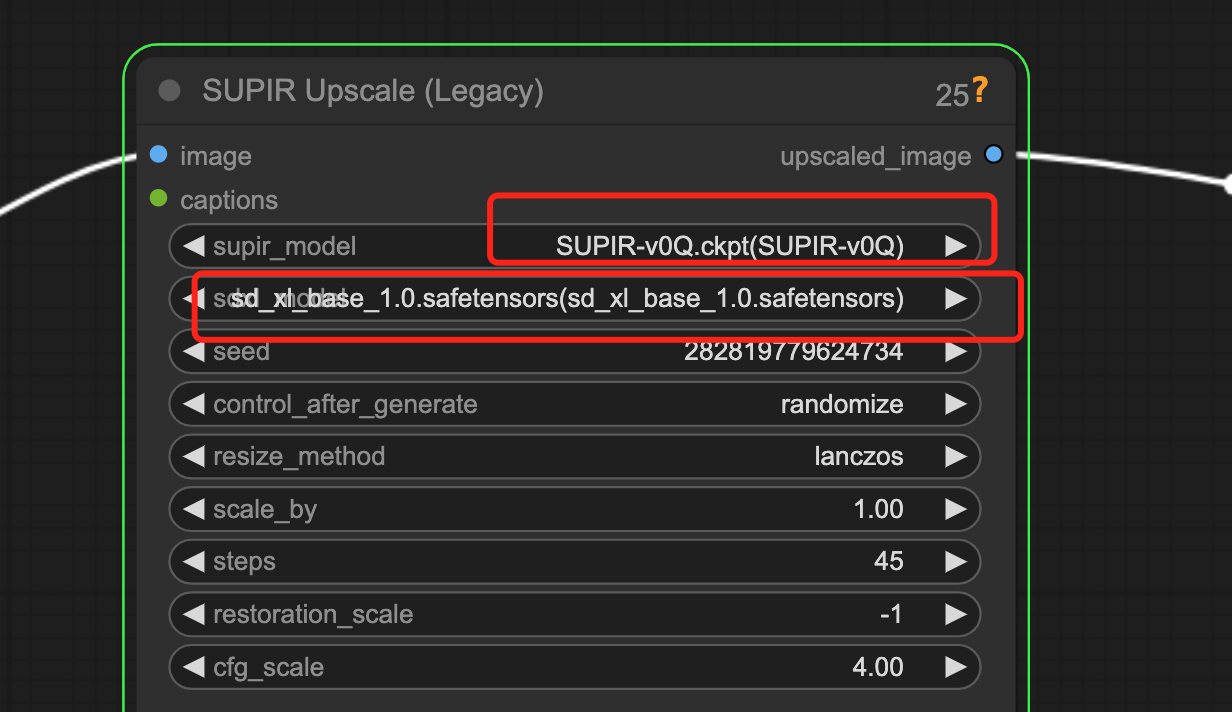 SUPIR Upscale (Legacy) 25?
image upscaled_image
captions
supir_model SUPIR-v0Q.ckpt(SUPIR-v0Q)
sd_xl_base_1.0.safetensors(sd_xl_base_1.0.safetensors)
seed 282819779624734
control_after_generate randomize
resize_method lanczos
scale_by 1.00
steps 45
restoration_scale -1
cfg_scale 4.00